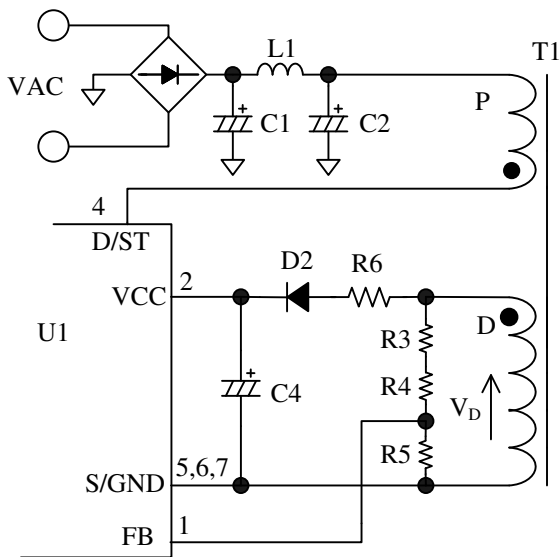 L1
T1
VAC
C1
C2
P
4
D/ST
D2
R6
2
VCC
U1
R3
D
C4
R4
VD
R5
5,6,7
S/GND
1
FB
+
+
+